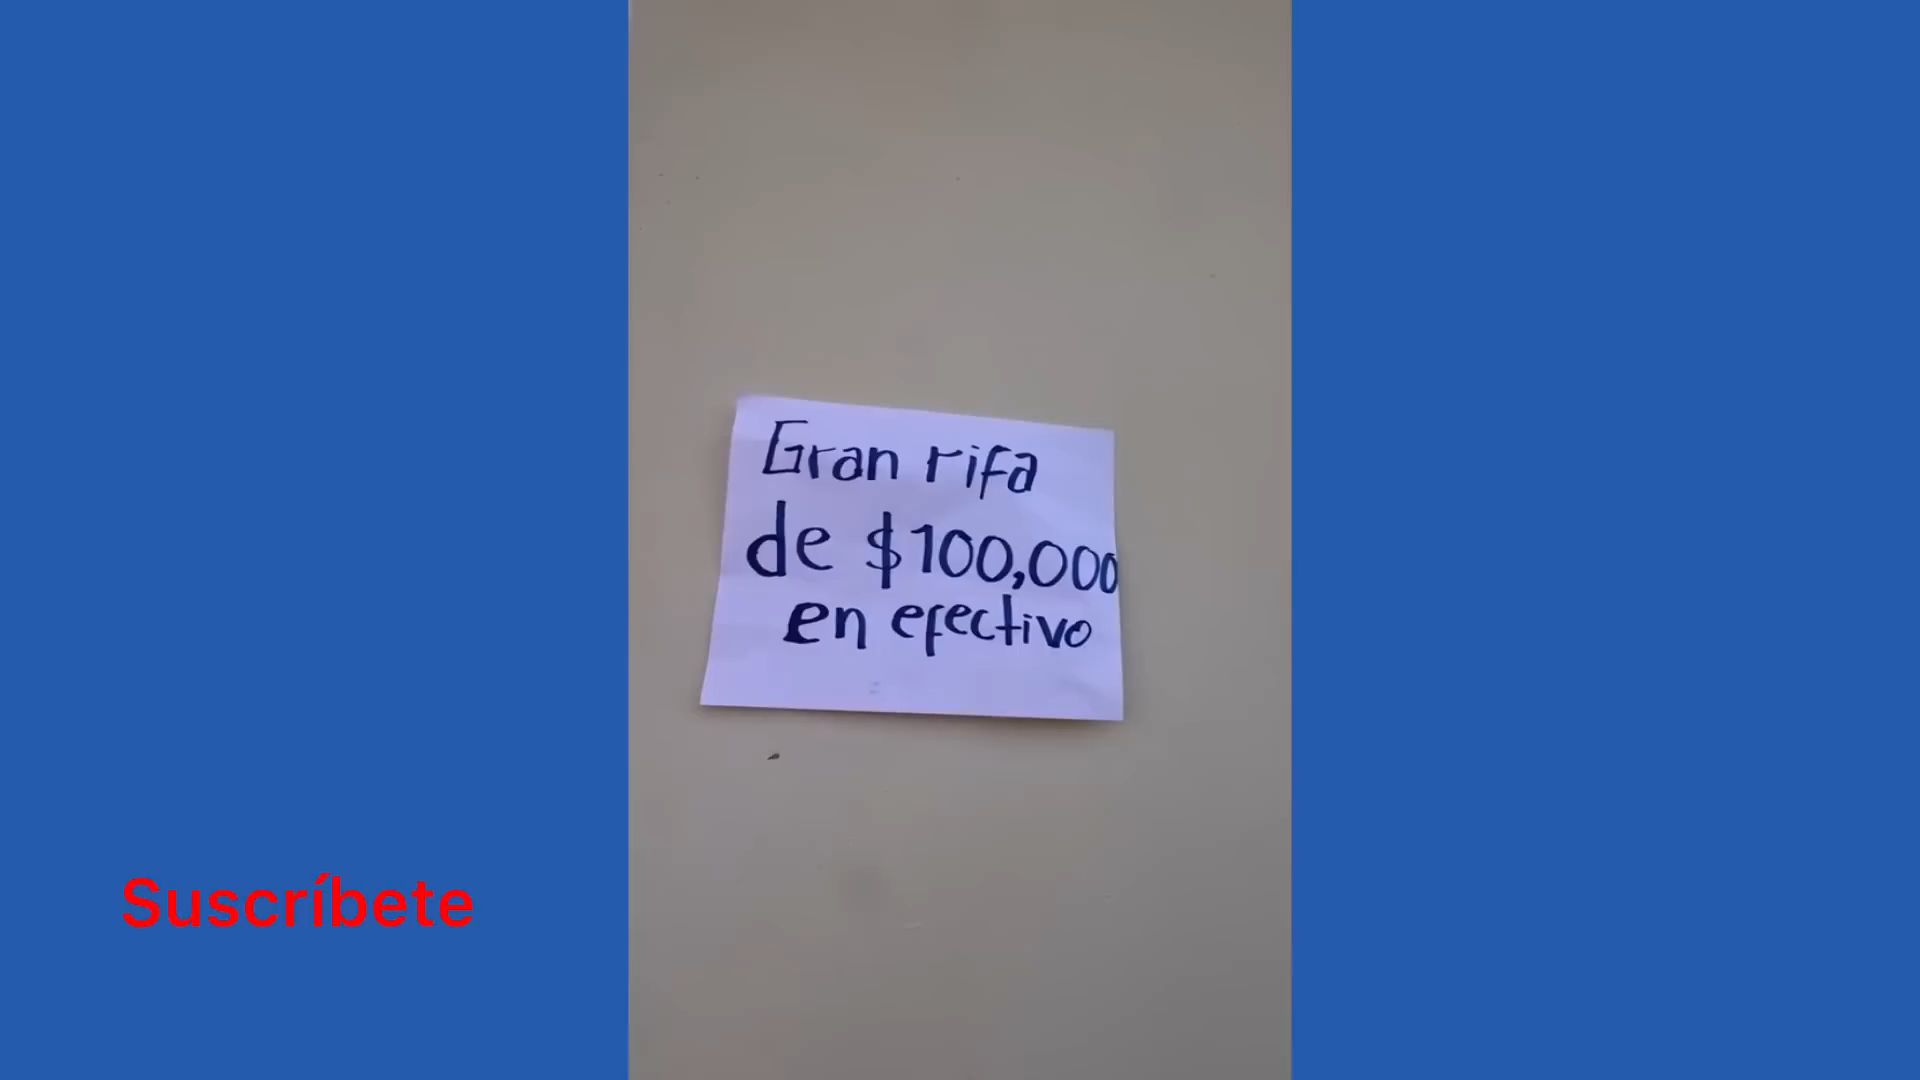 Gran rifa
de $100,000
en efectivo
Suscríbete